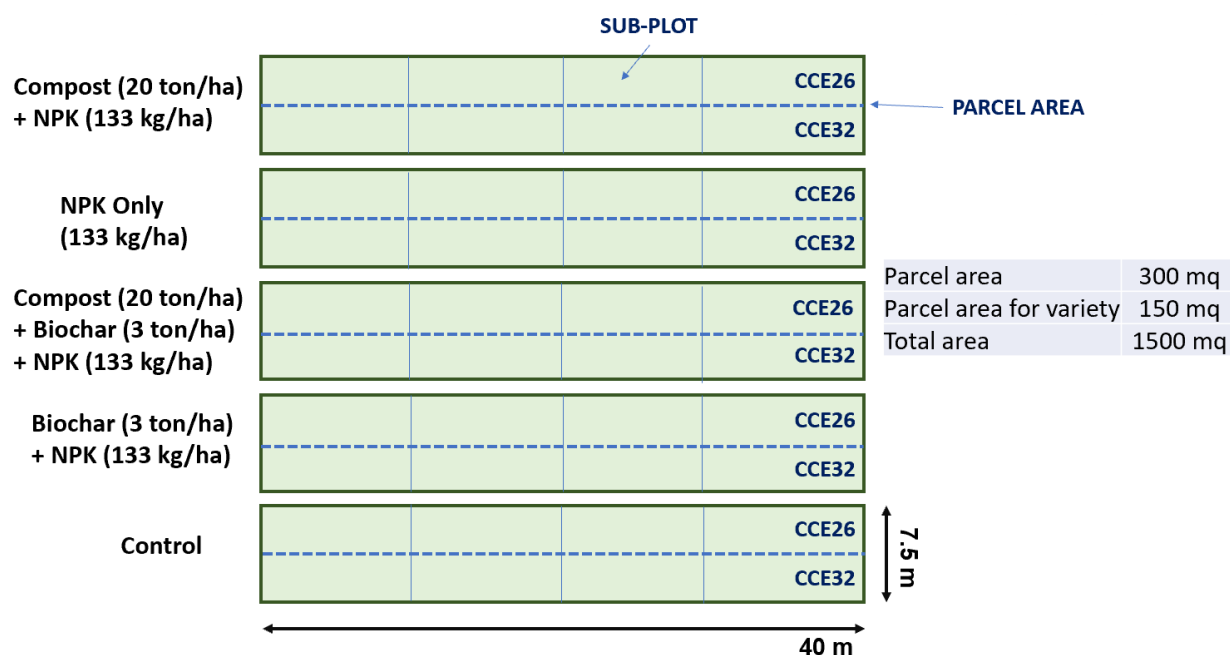 SUB-PLOT
Compost (20 ton/ha)
+ NPK (133 kg/ha)
CCE26
CCE32
PARCEL AREA
NPK Only
(133 kg/ha)
CCE26
CCE32
Compost (20 ton/ha)
+ Biochar (3 ton/ha)
+ NPK (133 kg/ha)
CCE26
CCE32
Parcel area 300 mq
Parcel area for variety 150 mq
Total area 1500 mq
Biochar (3 ton/ha)
+ NPK (133 kg/ha)
CCE26
CCE32
Control
CCE26
CCE32
7.5 m
40 m